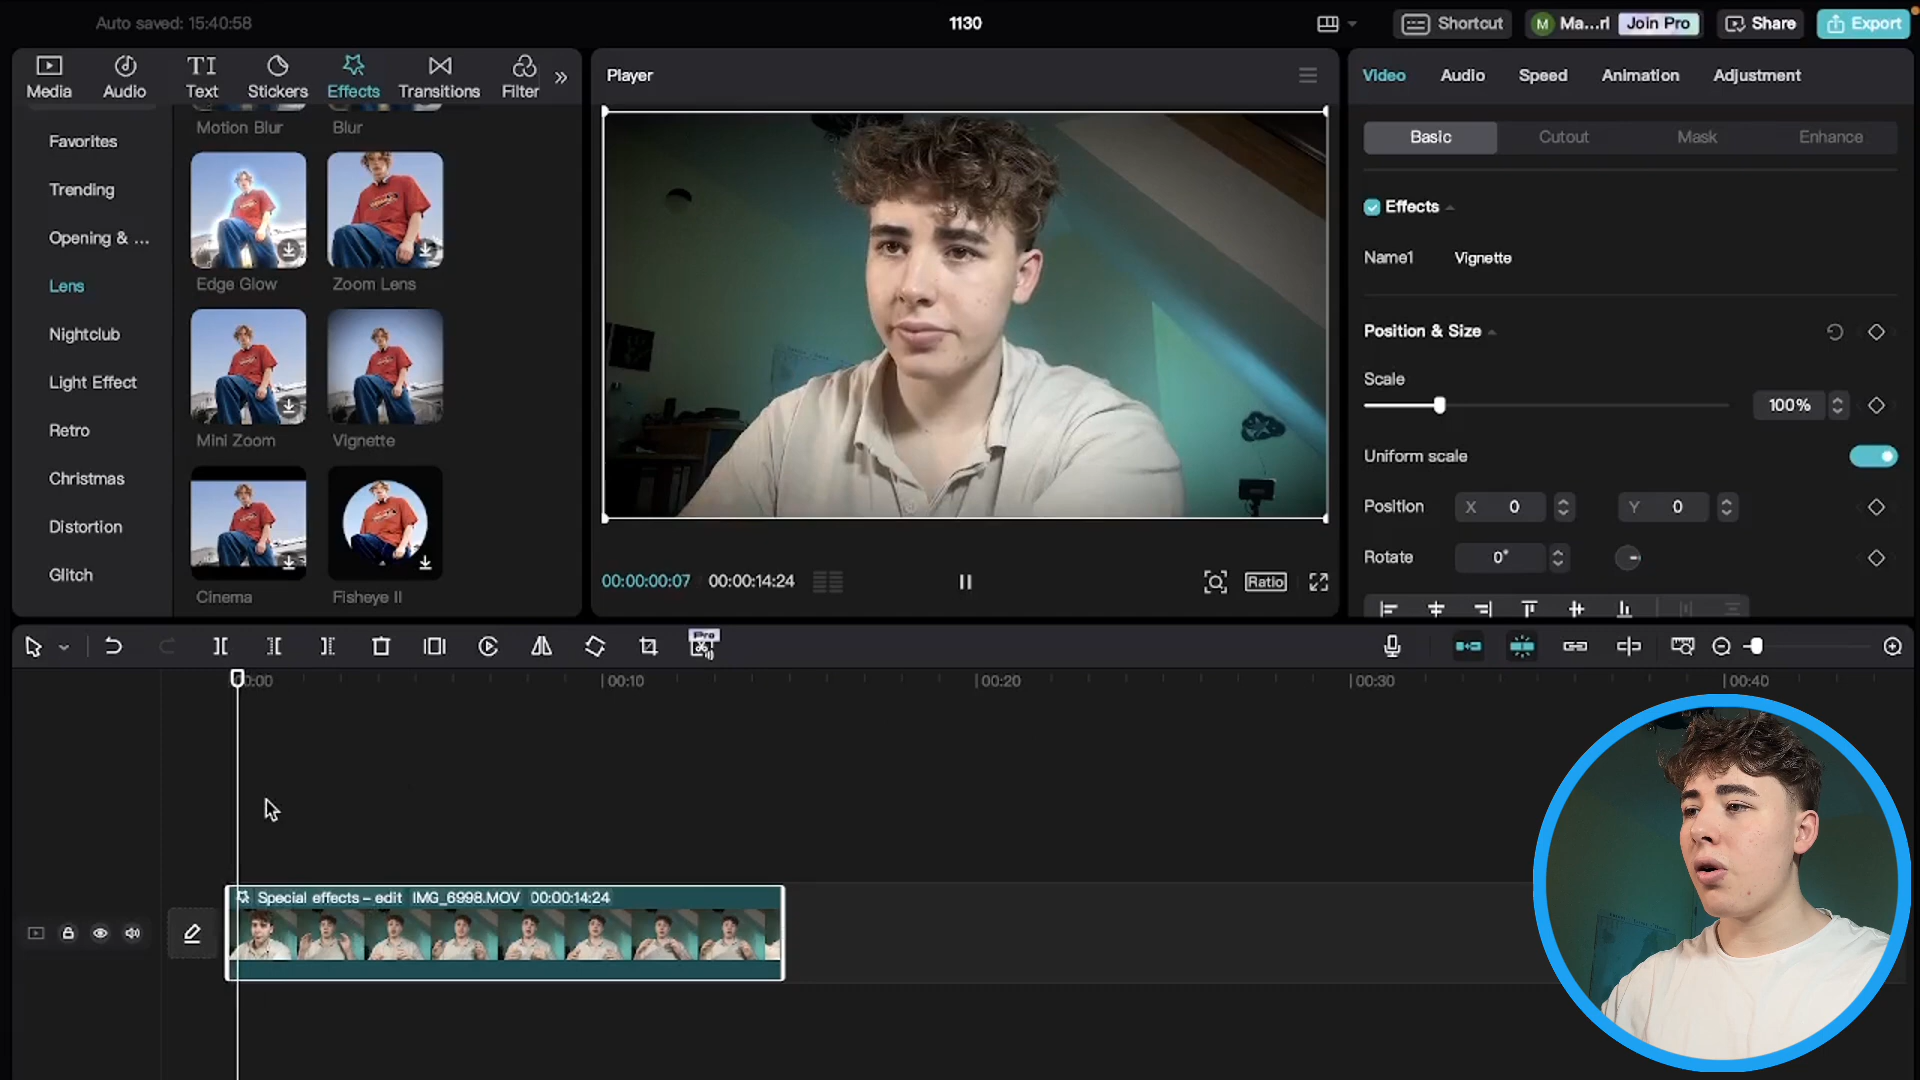 Auto saved: 15:40:58
1130
Shortcut
M
Ma...rl
Join Pro
Share
Export
Media
Audio
TI
Text
Stickers
Effects
Transitions
Filter
Motion Blur
Blur
Favorites
Trending
Opening & ...
Lens
Nightclub
Light Effect
Retro
Christmas
Distortion
Glitch
Edge Glow
Zoom Lens
Mini Zoom
Vignette
Cinema
Fisheye II
Player
00:00:00:07
00:00:14:24
Ratio
Video
Audio
Speed
Animation
Adjustment
Basic
Cutout
Mask
Enhance
Effects
Name1
Vignette
Position & Size
Scale
100%
Uniform scale
Position
X 0
Y 0
Rotate
0°
Pro
00:00
00:10
00:20
00:30
00:40
Special effects – edit IMG_6998.MOV 00:00:14:24